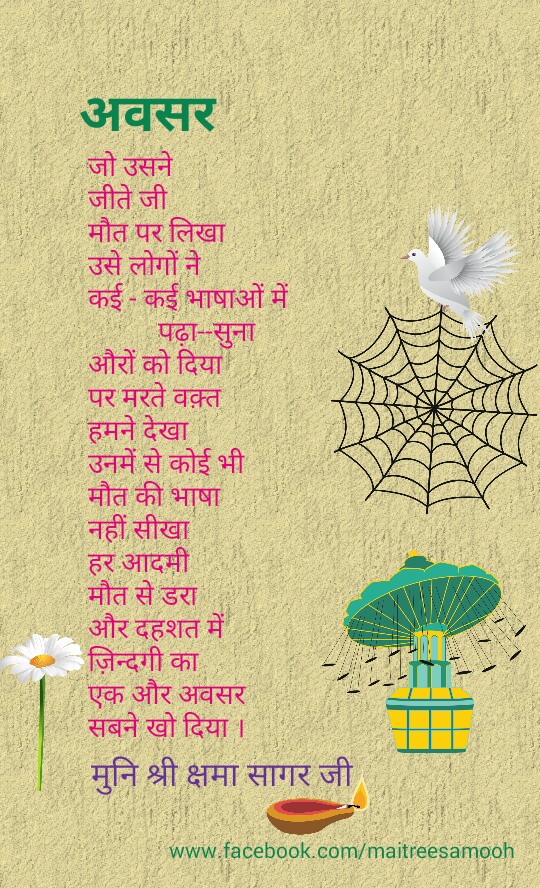 अवसर
जो उसने
जीते जी
मौत पर लिखा
उसे लोगों ने
कई - कई भाषाओं में
पढ़ा--सुना
औरों को दिया
पर मरते वक़्त
हमने देखा
उनमें से कोई भी
मौत की भाषा
नहीं सीखा
हर आदमी
मौत से डरा
और दहशत में
ज़िन्दगी का
एक और अवसर
सबने खो दिया ।
मुनि श्री क्षमा सागर जी
www.facebook.com/maitreesamooh